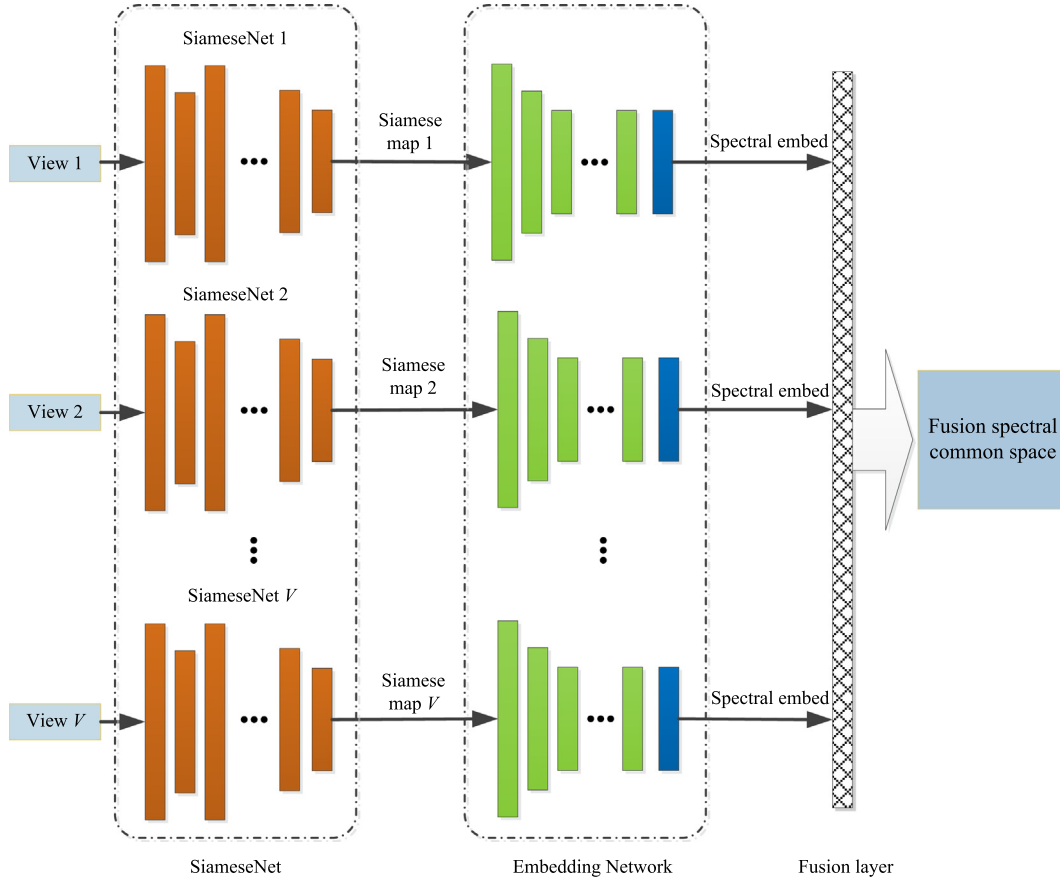 SiameseNet 1
View 1
Siamese
map 1
Spectral embed
SiameseNet 2
View 2
Siamese
map 2
Spectral embed
Fusion spectral
common space
SiameseNet V
View V
Siamese
map V
Spectral embed
SiameseNet
Embedding Network
Fusion layer